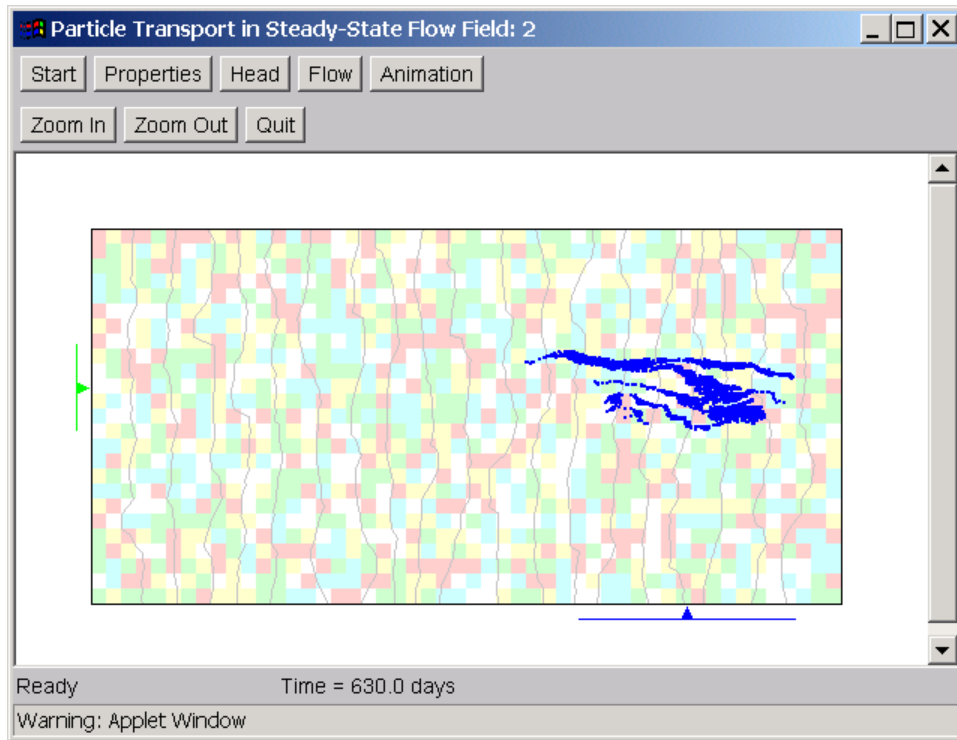 Particle Transport in Steady-State Flow Field: 2
Start Properties Head Flow Animation
Zoom In Zoom Out Quit
Ready Time = 630.0 days
Warning: Applet Window